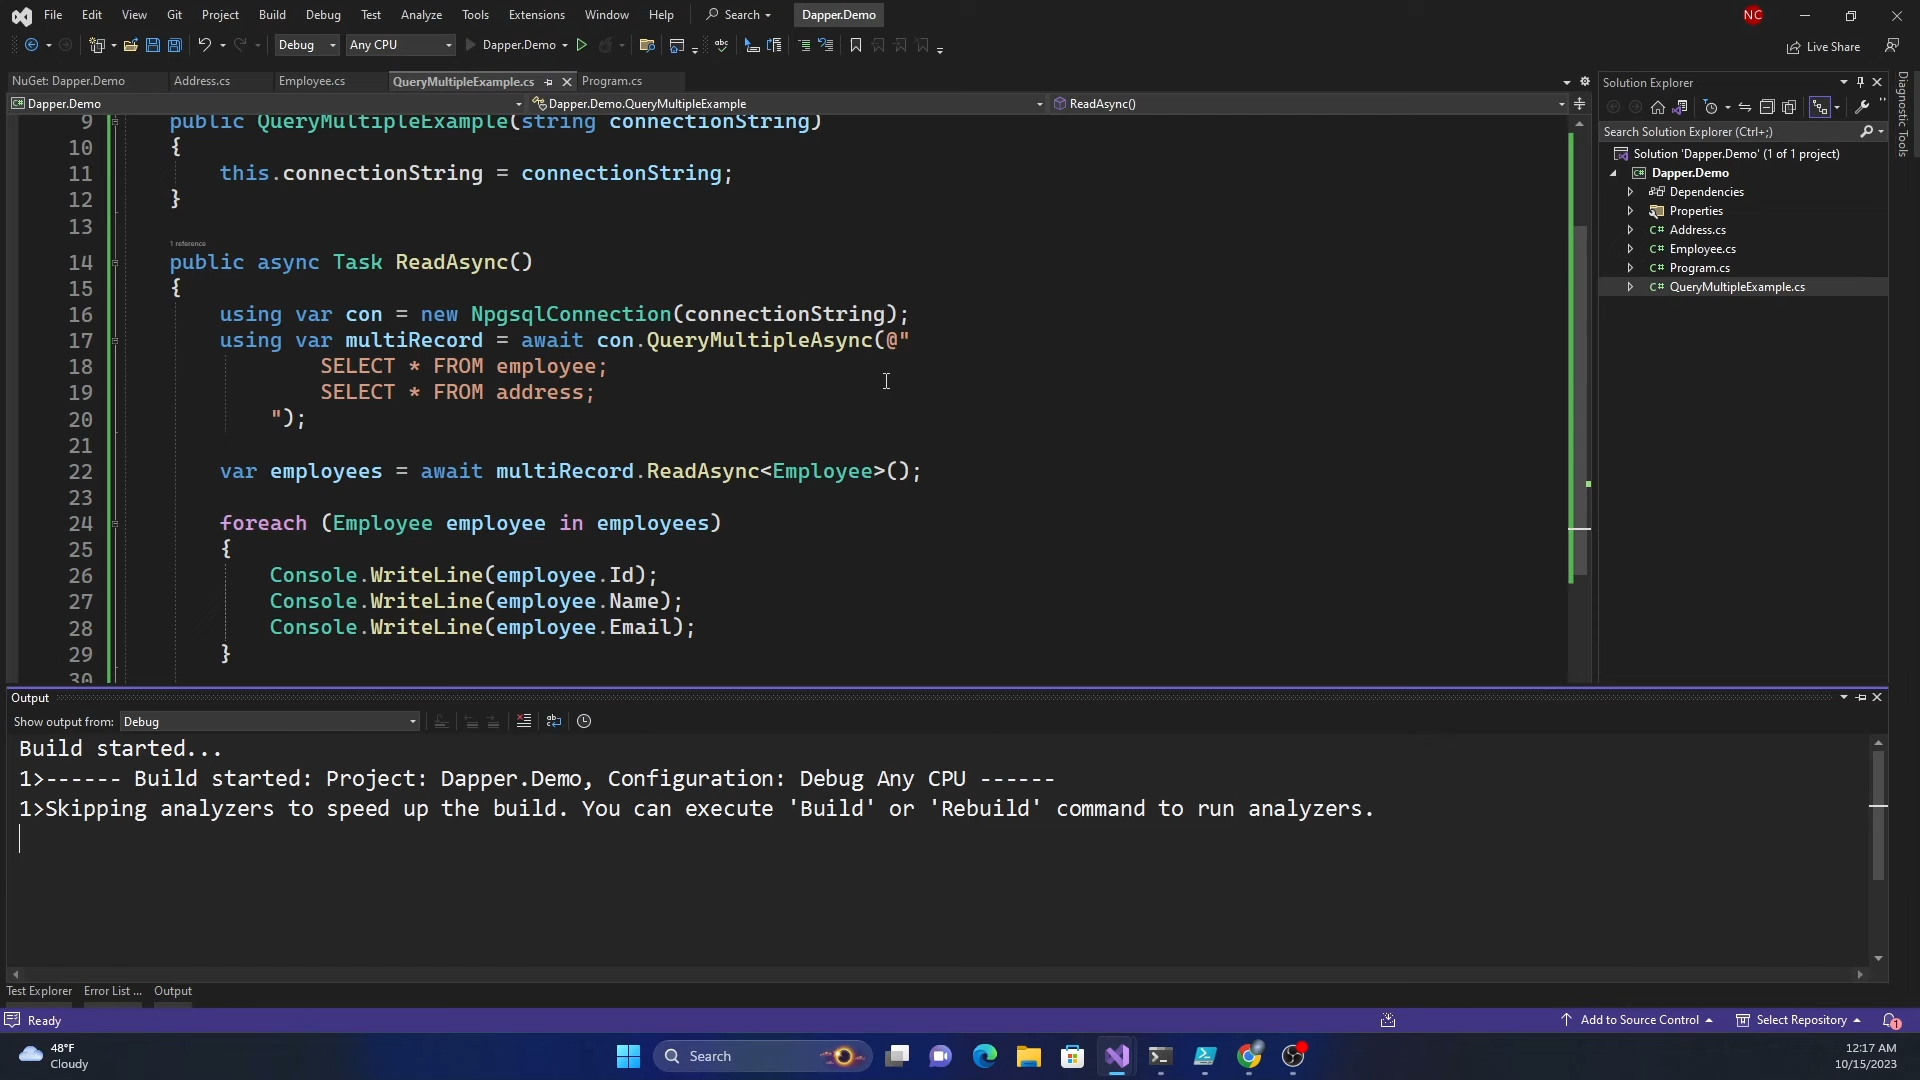 File Edit View Git Project Build Debug Test Analyze Tools Extensions Window Help Search Dapper.Demo NC
Debug Any CPU Dapper.Demo Live Share
NuGet: Dapper.Demo Address.cs Employee.cs QueryMultipleExample.cs Program.cs
Dapper.Demo Dapper.Demo.QueryMultipleExample ReadAsync()
9 public QueryMultipleExample(string connectionString)
10 {
11 this.connectionString = connectionString;
12 }
13
1 reference
14 public async Task ReadAsync()
15 {
16 using var con = new NpgsqlConnection(connectionString);
17 using var multiRecord = await con.QueryMultipleAsync(@"
18 SELECT * FROM employee;
19 SELECT * FROM address;
20 ");
21
22 var employees = await multiRecord.ReadAsync<Employee>();
23
24 foreach (Employee employee in employees)
25 {
26 Console.WriteLine(employee.Id);
27 Console.WriteLine(employee.Name);
28 Console.WriteLine(employee.Email);
29 }
30
Solution Explorer
Search Solution Explorer (Ctrl+;)
Solution 'Dapper.Demo' (1 of 1 project)
Dapper.Demo
Dependencies
Properties
C# Address.cs
C# Employee.cs
C# Program.cs
C# QueryMultipleExample.cs
Diagnostic Tools
Output
Show output from: Debug
Build started...
1>------ Build started: Project: Dapper.Demo, Configuration: Debug Any CPU ------
1>Skipping analyzers to speed up the build. You can execute 'Build' or 'Rebuild' command to run analyzers.
Test Explorer Error List ... Output
Ready Add to Source Control Select Repository 1
48°F
Cloudy
Search
12:17 AM
10/15/2023